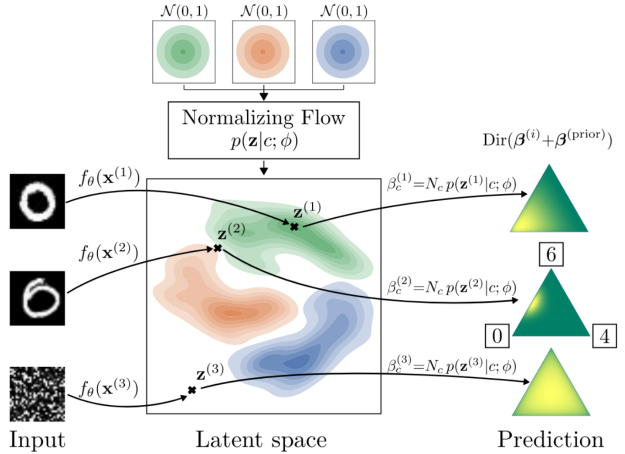 𝒩(0, 1) 𝒩(0, 1) 𝒩(0, 1)
Normalizing Flow
p(𝐳|c; ϕ)
Dir(𝜷⁽ⁱ⁾+𝜷⁽ᵖʳⁱᵒʳ⁾)
f_θ(𝐱⁽¹⁾)
𝐳⁽¹⁾
β_c⁽¹⁾=N_c p(𝐳⁽¹⁾|c; ϕ)
f_θ(𝐱⁽²⁾)
𝐳⁽²⁾
6
β_c⁽²⁾=N_c p(𝐳⁽²⁾|c; ϕ)
0
4
f_θ(𝐱⁽³⁾)
𝐳⁽³⁾
β_c⁽³⁾=N_c p(𝐳⁽³⁾|c; ϕ)
Input Latent space Prediction